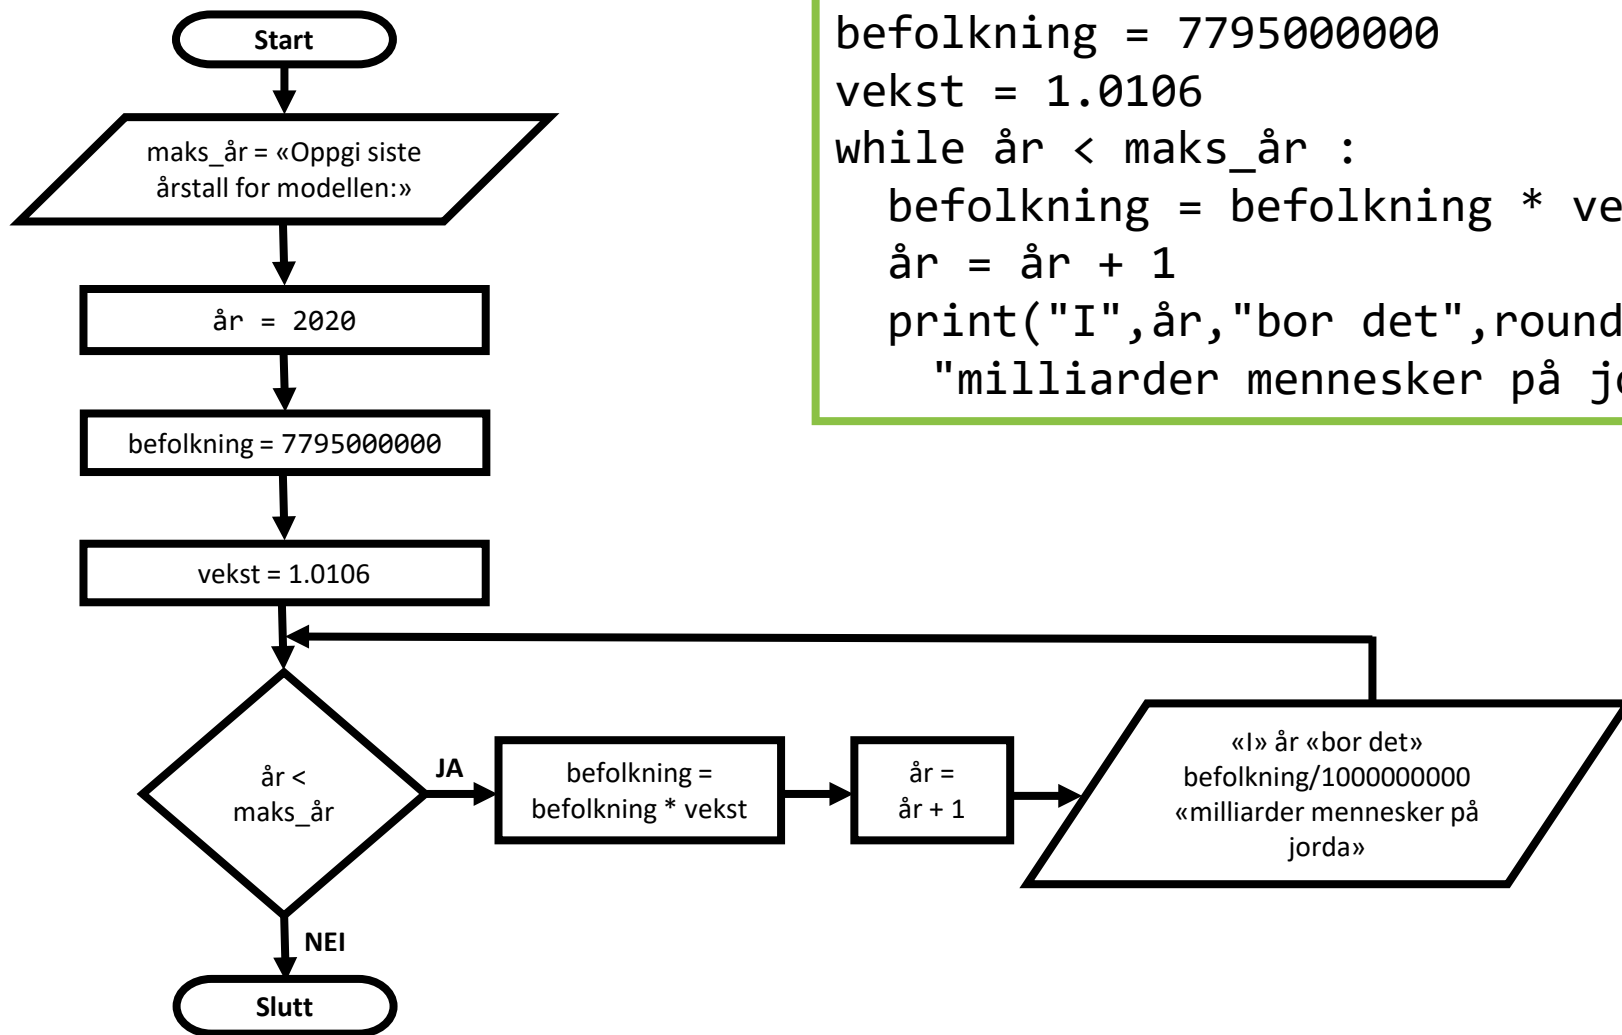 Start
maks_år = «Oppgi siste
årstall for modellen:»
år = 2020
befolkning = 7795000000
vekst = 1.0106
år <
maks_år
JA
befolkning =
befolkning * vekst
år =
år + 1
«I» år «bor det»
befolkning/1000000000
«milliarder mennesker på
jorda»
NEI
Slutt
befolkning = 7795000000
vekst = 1.0106
while år < maks_år :
befolkning = befolkning *
år = år + 1
print("I",år,"bor det",round
"milliarder mennesker på